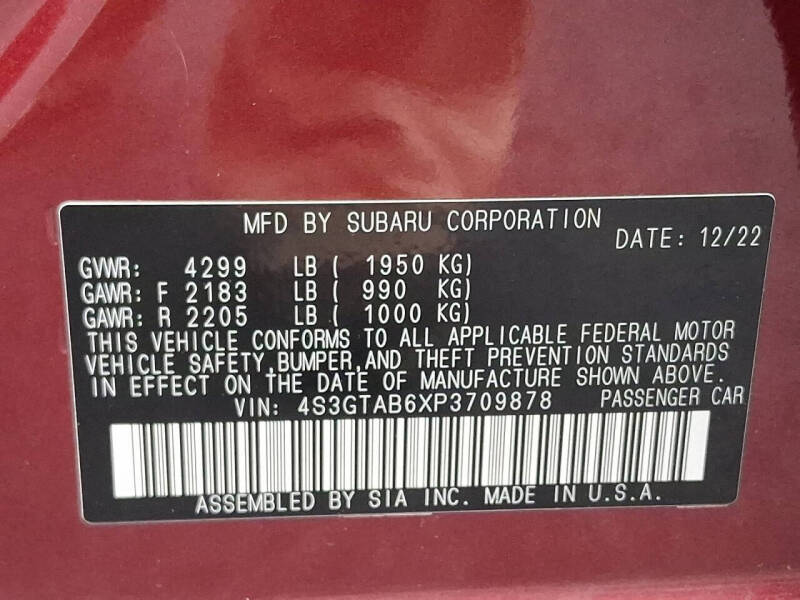 MFD BY SUBARU CORPORATION
DATE: 12/22
GVWR: 4299 LB ( 1950 KG)
GAWR: F 2183 LB ( 990 KG)
GAWR: R 2205 LB ( 1000 KG)
THIS VEHICLE CONFORMS TO ALL APPLICABLE FEDERAL MOTOR
VEHICLE SAFETY,BUMPER,AND THEFT PREVENTION STANDARDS
IN EFFECT ON THE DATE OF MANUFACTURE SHOWN ABOVE.
VIN: 4S3GTAB6XP3709878 PASSENGER CAR
ASSEMBLED BY SIA INC. MADE IN U.S.A.